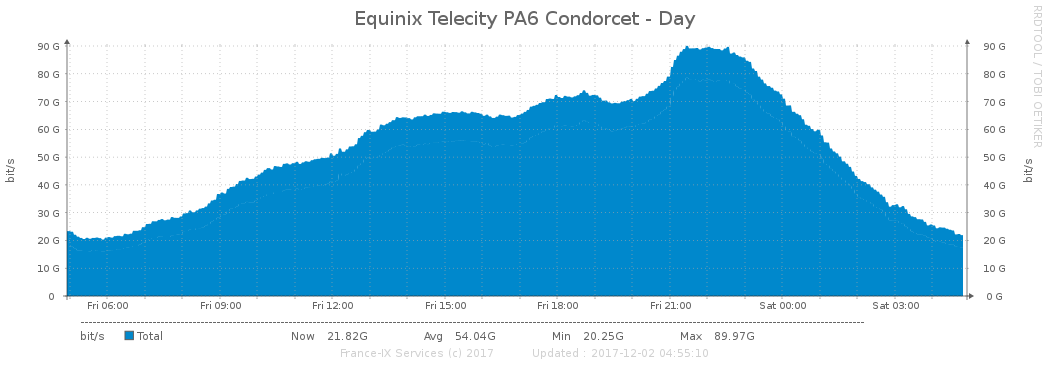 Equinix Telecity PA6 Condorcet - Day
RRDTOOL / TOBI OETIKER
90 G 90 G
80 G 80 G
70 G 70 G
60 G 60 G
50 G 50 G
40 G 40 G
30 G 30 G
20 G 20 G
10 G 10 G
0 0 G
bit/s bit/s
Fri 06:00 Fri 09:00 Fri 12:00 Fri 15:00 Fri 18:00 Fri 21:00 Sat 00:00 Sat 03:00
bit/s Total Now 21.82G Avg 54.04G Min 20.25G Max 89.97G
France-IX Services (c) 2017 Updated : 2017-12-02 04:55:10